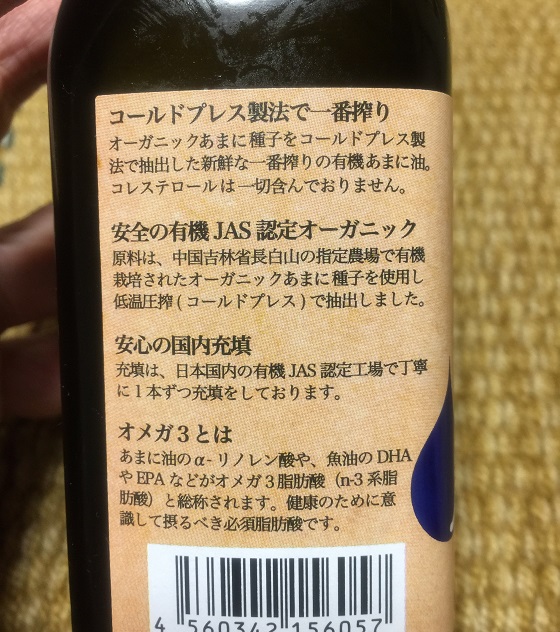 コールドプレス製法で一番搾り
オーガニックあまに種子をコールドプレス製
法で抽出した新鮮な一番搾りの有機あまに油。
コレステロールは一切含んでおりません。
安全の有機JAS認定オーガニック
原料は、中国吉林省長白山の指定農場で有機
栽培されたオーガニックあまに種子を使用し
低温圧搾(コールドプレス)で抽出しました。
安心の国内充填
充填は、日本国内の有機JAS認定工場で丁寧
に1本ずつ充填をしております。
オメガ3とは
あまに油のα-リノレン酸や、魚油のDHA
やEPAなどがオメガ3脂肪酸（n-3系脂
肪酸）と総称されます。健康のために意
識して摂るべき必須脂肪酸です。
4 560342 156057